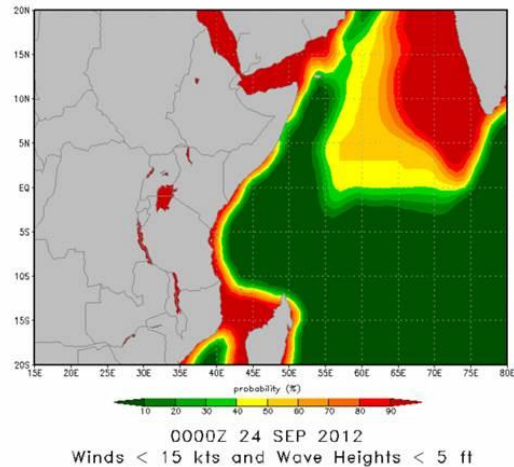 20N
15N
10N
5N
EQ
5S
10S
15S
20S
15E 20E 25E 30E 35E 40E 45E 50E 55E 60E 65E 70E 75E 80E
probability (%)
10 20 30 40 50 60 70 80 90
0000Z 24 SEP 2012
Winds < 15 kts and Wave Heights < 5 ft